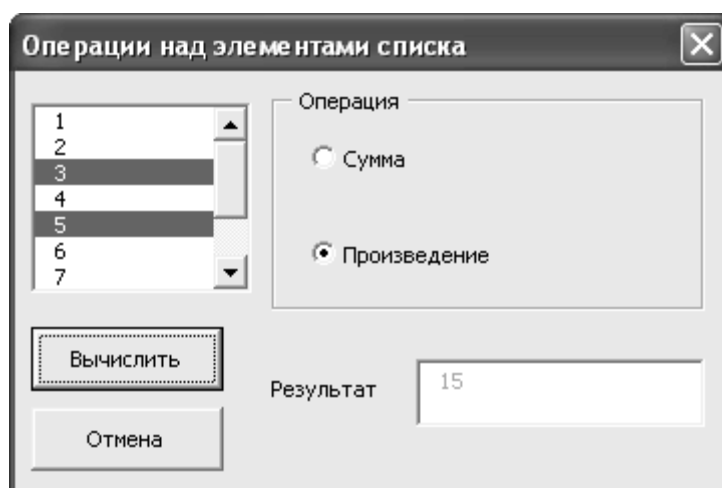 Операции над элементами списка
1
2
3
4
5
6
7
Операция
Сумма
Произведение
Вычислить
Отмена
Результат
15